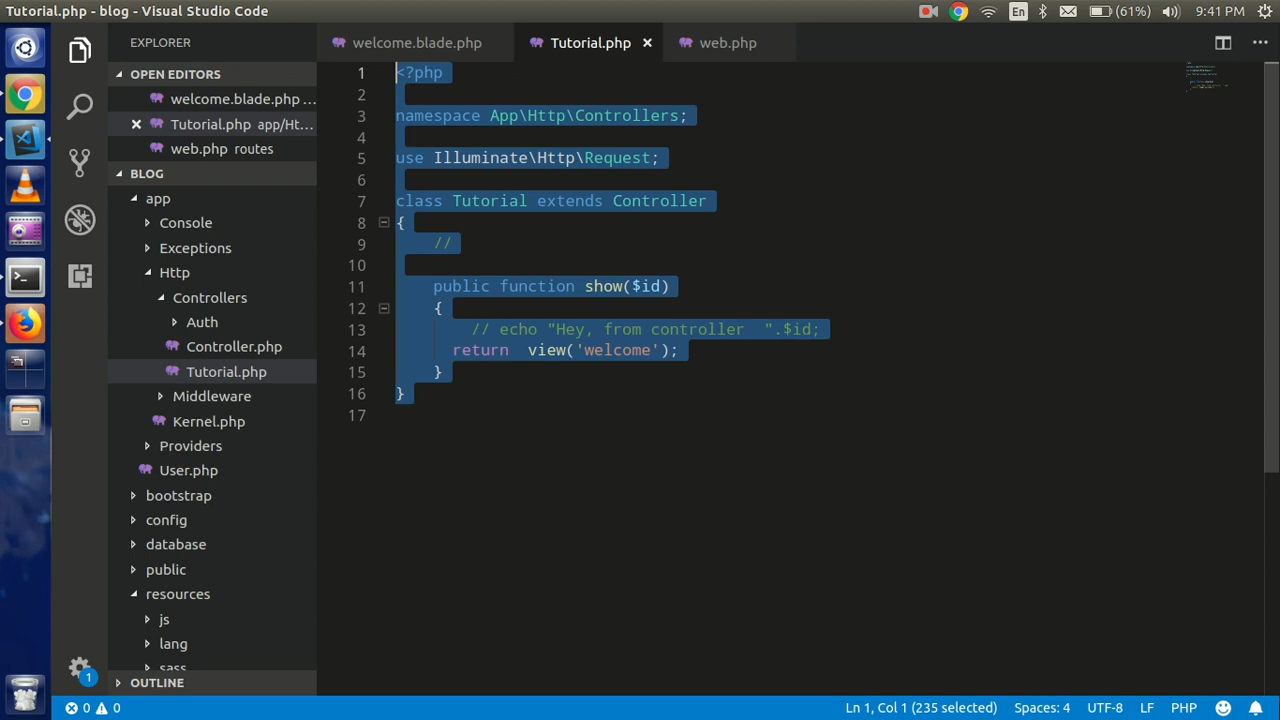 Tutorial.php - blog - Visual Studio Code
En
(61%)
9:41 PM
EXPLORER
OPEN EDITORS
welcome.blade.php ...
Tutorial.php app/Ht...
web.php routes
BLOG
app
Console
Exceptions
Http
Controllers
Auth
Controller.php
Tutorial.php
Middleware
Kernel.php
Providers
User.php
bootstrap
config
database
public
resources
js
lang
sass
OUTLINE
1
welcome.blade.php
Tutorial.php
web.php
1 <?php
2
3 namespace App\Http\Controllers;
4
5 use Illuminate\Http\Request;
6
7 class Tutorial extends Controller
8 {
9 //
10
11 public function show($id)
12 {
13 // echo "Hey, from controller  ".$id;
14 return  view('welcome');
15 }
16 }
17
0 0
Ln 1, Col 1 (235 selected)
Spaces: 4
UTF-8
LF
PHP